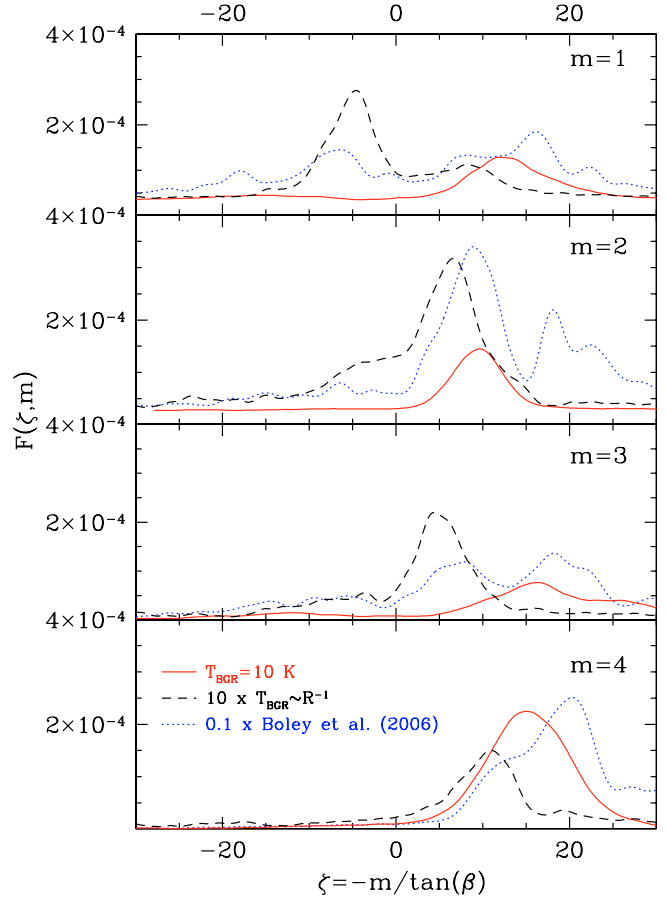 −20 0 20
4×10⁻⁴
m=1
2×10⁻⁴
4×10⁻⁴
m=2
2×10⁻⁴
F(ζ,m)
4×10⁻⁴
m=3
2×10⁻⁴
4×10⁻⁴
m=4
T_BGR=10 K
10 x T_BGR~R⁻¹
0.1 x Boley et al. (2006)
2×10⁻⁴
−20 0 20
ζ=−m/tan(β)